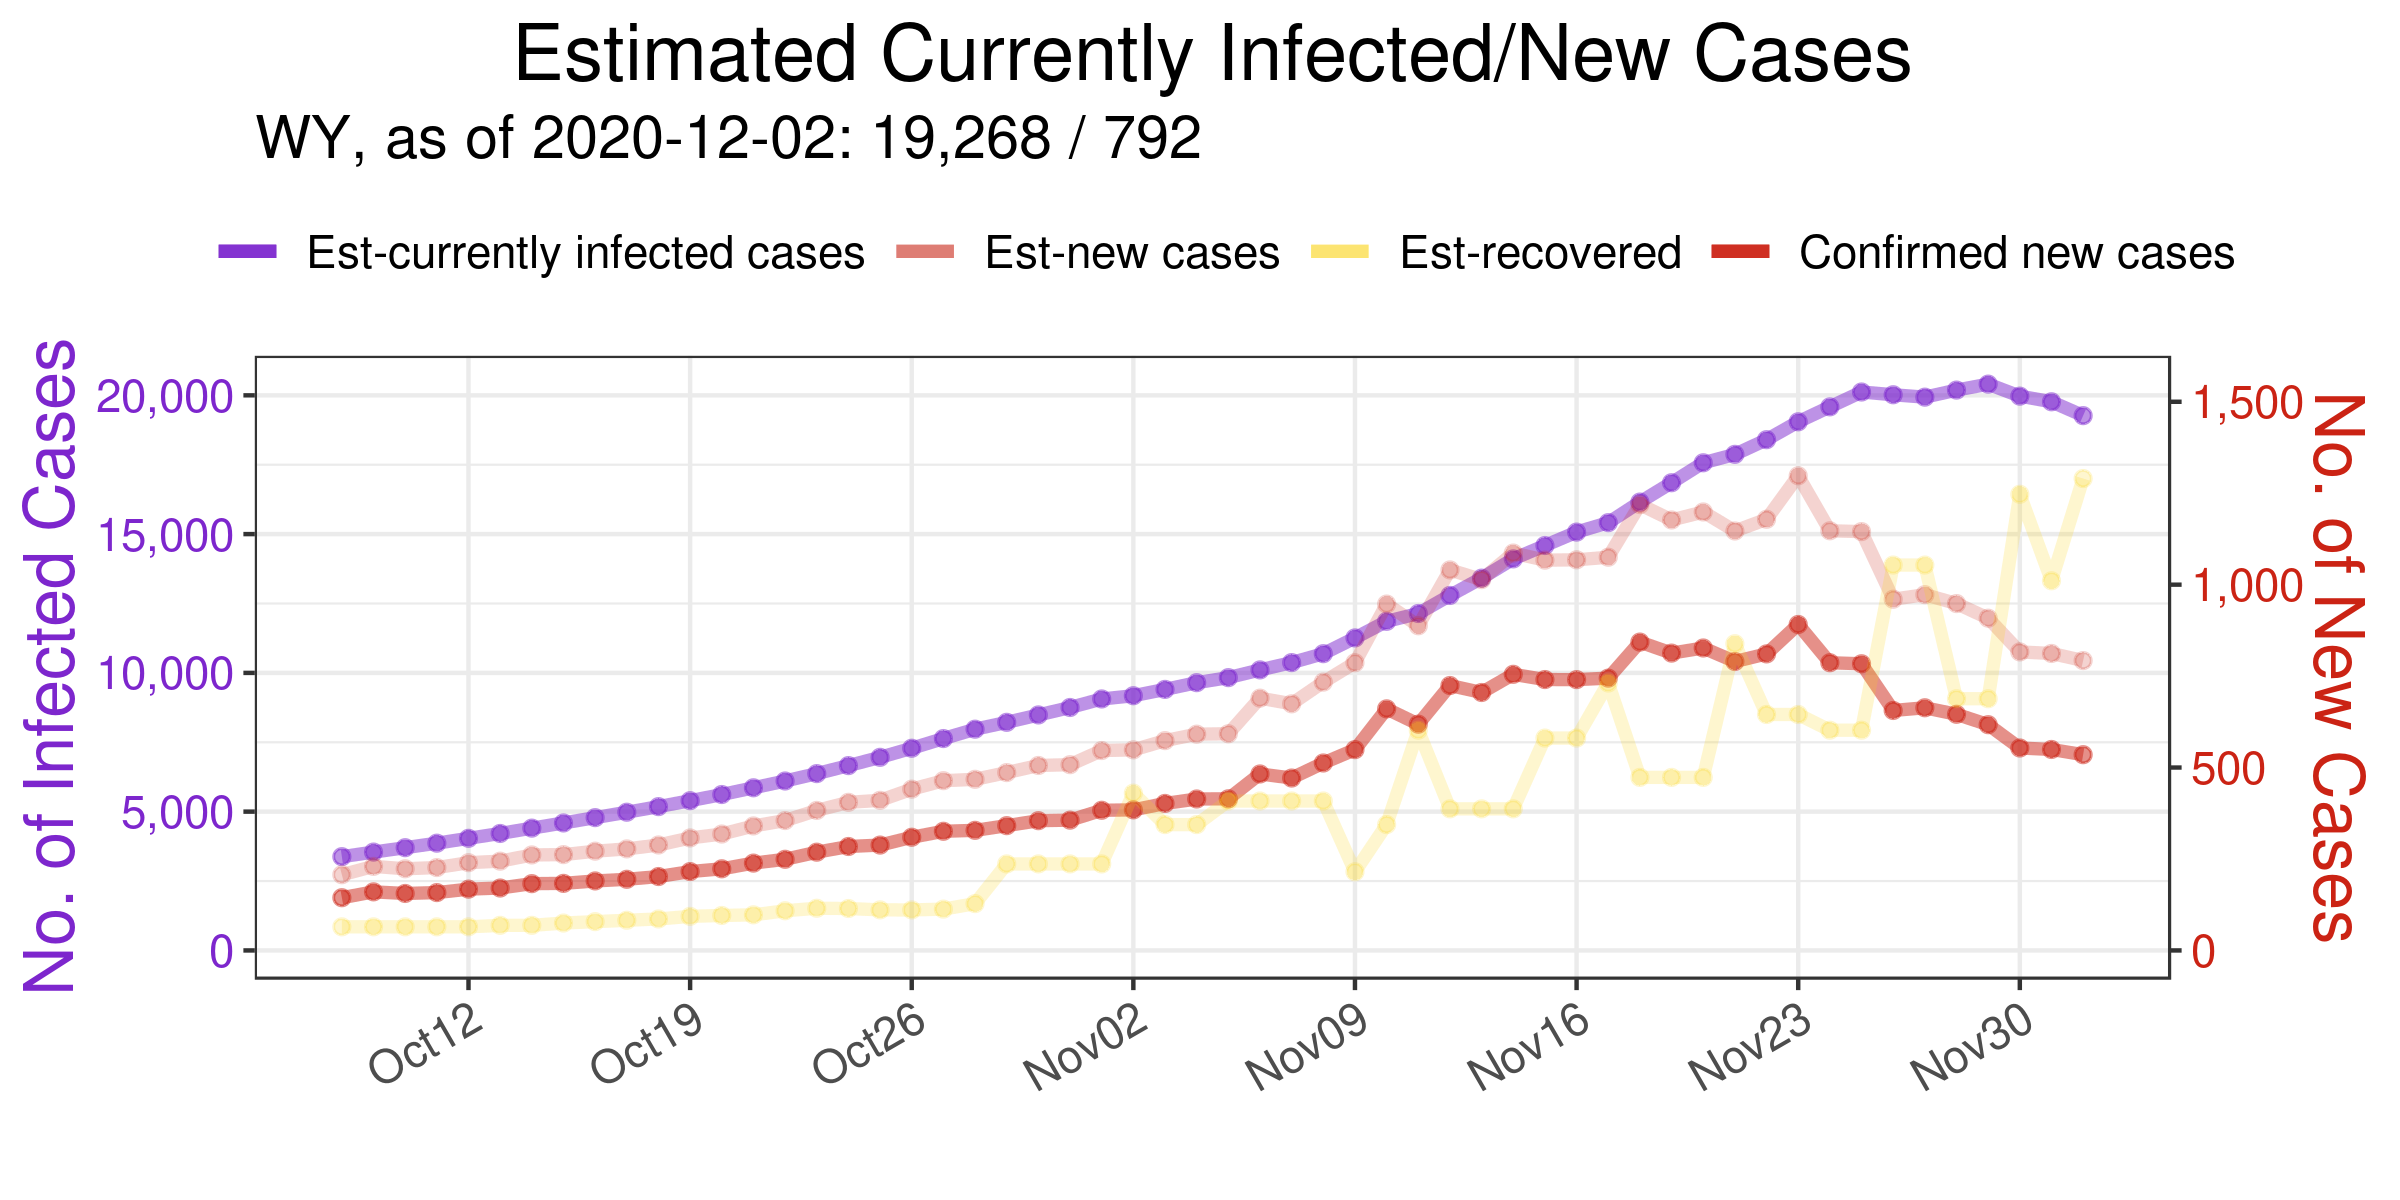 Estimated Currently Infected/New Cases
WY, as of 2020-12-02: 19,268 / 792
Est-currently infected cases Est-new cases Est-recovered Confirmed new cases
No. of Infected Cases
20,000
15,000
10,000
5,000
0
1,500
1,000
500
0
No. of New Cases
Oct12 Oct19 Oct26 Nov02 Nov09 Nov16 Nov23 Nov30